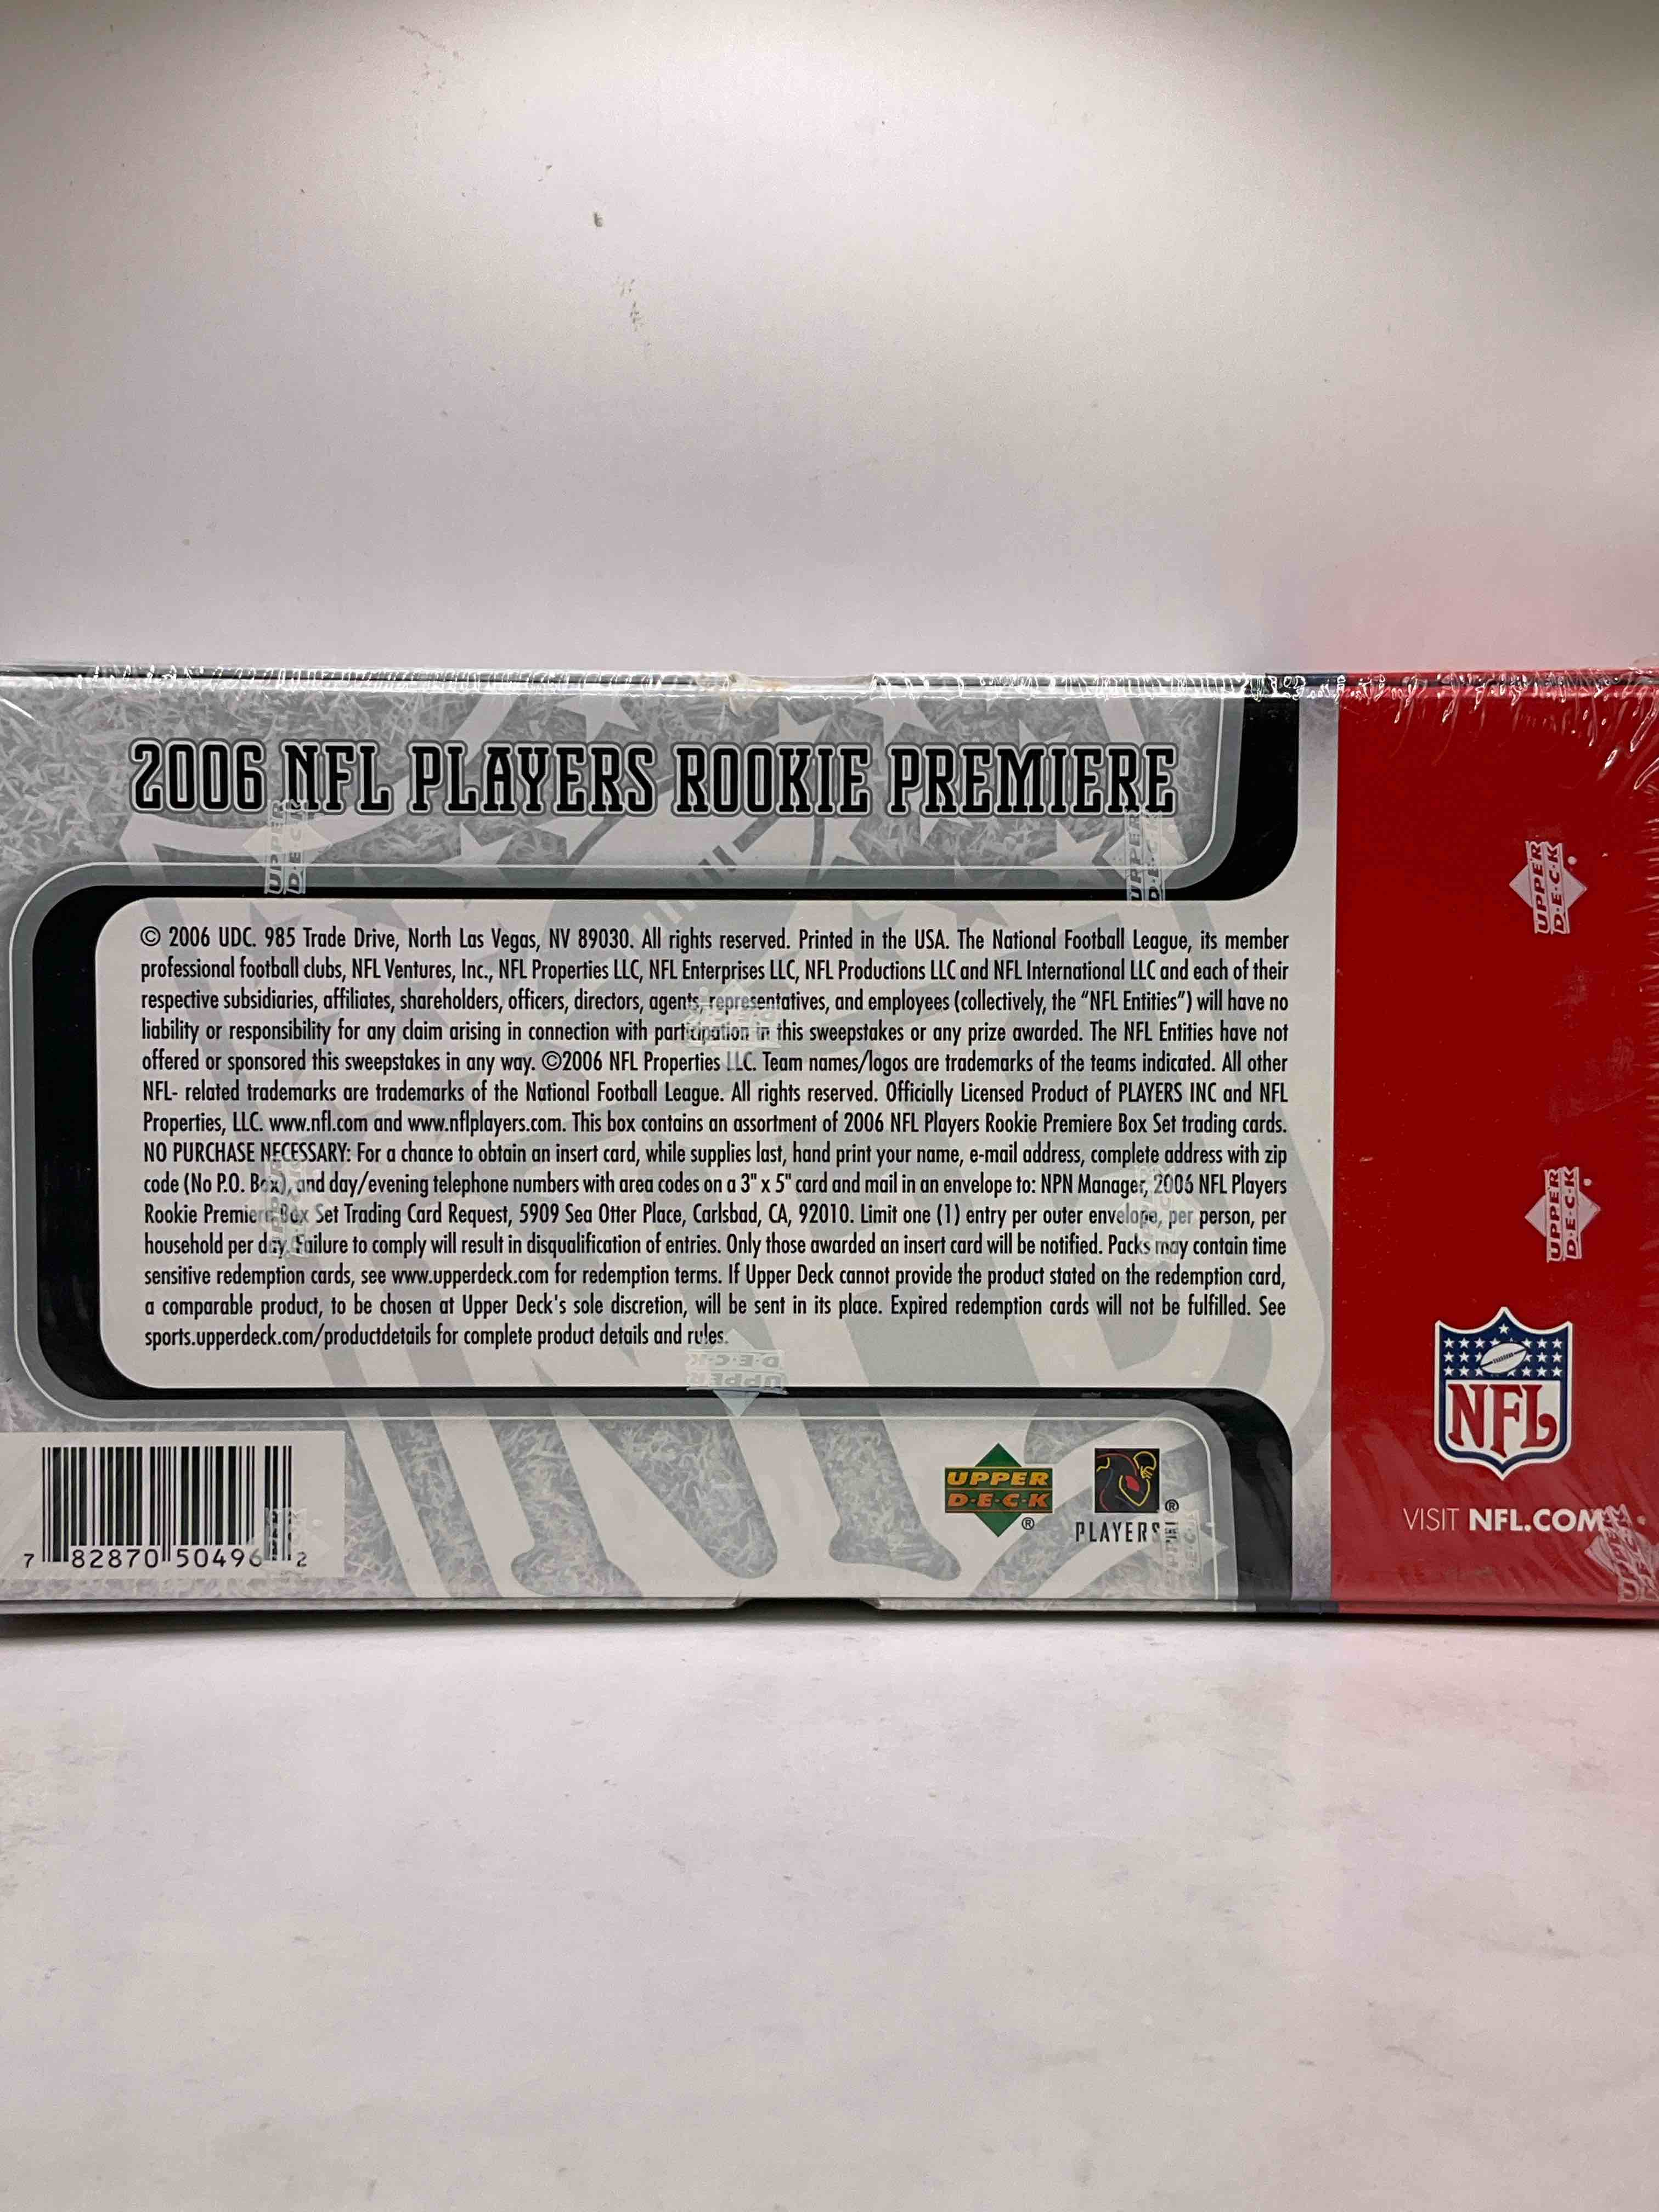 2006 NFL PLAYERS ROOKIE PREMIERE
© 2006 UDC. 985 Trade Drive, North Las Vegas, NV 89030. All rights reserved. Printed in the USA. The National Football League, its member
professional football clubs, NFL Ventures, Inc., NFL Properties LLC, NFL Enterprises LLC, NFL Productions LLC and NFL International LLC and each of their
respective subsidiaries, affiliates, shareholders, officers, directors, agents, representatives, and employees (collectively, the “NFL Entities”) will have no
liability or responsibility for any claim arising in connection with participation in this sweepstakes or any prize awarded. The NFL Entities have not
offered or sponsored this sweepstakes in any way. ©2006 NFL Properties LLC. Team names/logos are trademarks of the teams indicated. All other
NFL- related trademarks are trademarks of the National Football League. All rights reserved. Officially Licensed Product of PLAYERS INC and NFL
Properties, LLC. www.nfl.com and www.nflplayers.com. This box contains an assortment of 2006 NFL Players Rookie Premiere Box Set trading cards.
NO PURCHASE NECESSARY: For a chance to obtain an insert card, while supplies last, hand print your name, e-mail address, complete address with zip
code (No P.O. Box), and day/evening telephone numbers with area codes on a 3" x 5" card and mail in an envelope to: NPN Manager, 2006 NFL Players
Rookie Premiere Box Set Trading Card Request, 5909 Sea Otter Place, Carlsbad, CA, 92010. Limit one (1) entry per outer envelope, per person, per
household per day. Failure to comply will result in disqualification of entries. Only those awarded an insert card will be notified. Packs may contain time
sensitive redemption cards, see www.upperdeck.com for redemption terms. If Upper Deck cannot provide the product stated on the redemption card,
a comparable product, to be chosen at Upper Deck's sole discretion, will be sent in its place. Expired redemption cards will not be fulfilled. See
sports.upperdeck.com/productdetails for complete product details and rules.
7 82870 50496 2
UPPER
D·E·C·K
®
PLAYERS
®
UPPER
D·E·C·K
UPPER
D·E·C·K
NFL
VISIT NFL.COM